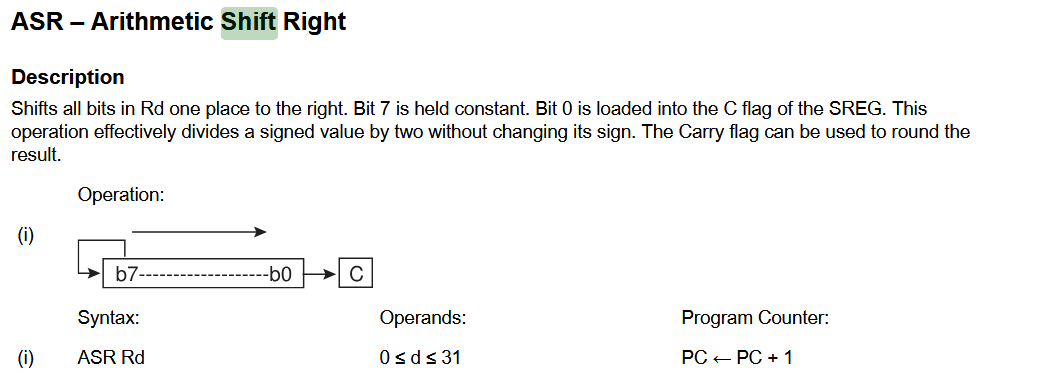 ASR – Arithmetic Shift Right
Description
Shifts all bits in Rd one place to the right. Bit 7 is held constant. Bit 0 is loaded into the C flag of the SREG. This
operation effectively divides a signed value by two without changing its sign. The Carry flag can be used to round the
result.
Operation:
(i)
b7--------------------b0 C
Syntax: Operands: Program Counter:
(i) ASR Rd 0 ≤ d ≤ 31 PC ← PC + 1